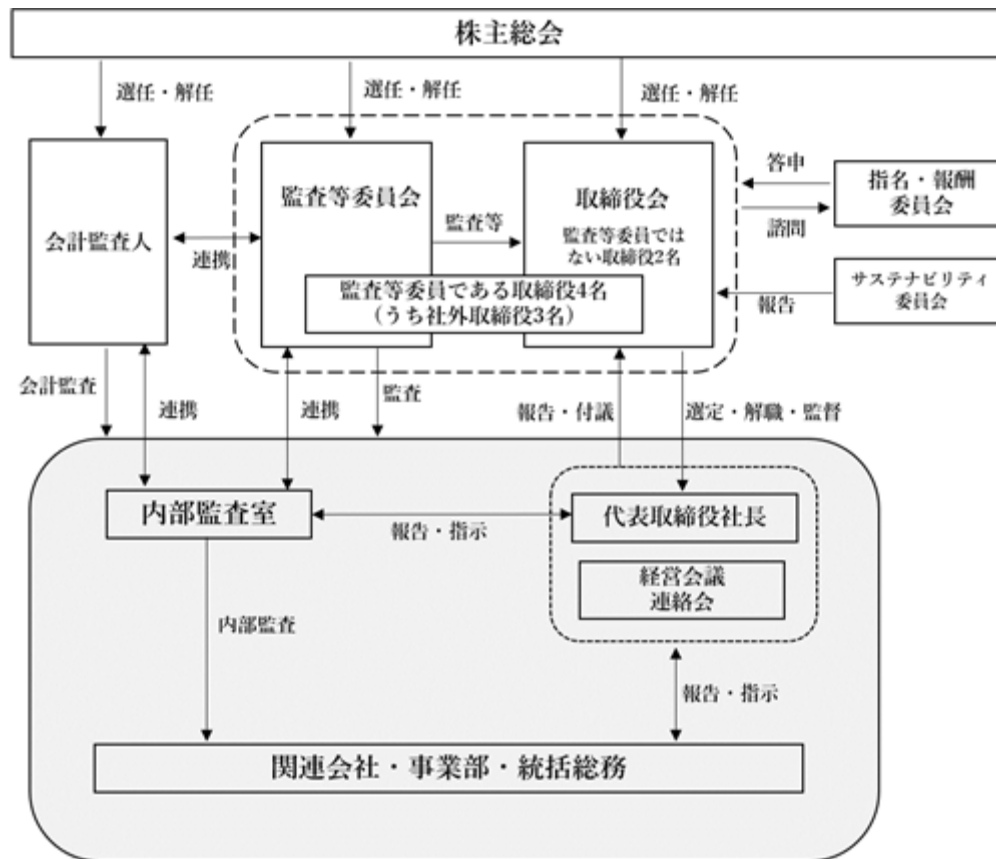 株主総会
選任・解任
選任・解任
選任・解任
会計監査人
連携
監査等委員会
監査等
取締役会
監査等委員では
ない取締役2名
監査等委員である取締役4名
(うち社外取締役3名)
答申
諮問
指名・報酬
委員会
報告
サステナビリティ
委員会
会計監査
連携
連携
監査
報告・付議
選定・解職・監督
内部監査室
報告・指示
代表取締役社長
経営会議
連絡会
内部監査
報告・指示
関連会社・事業部・統括総務